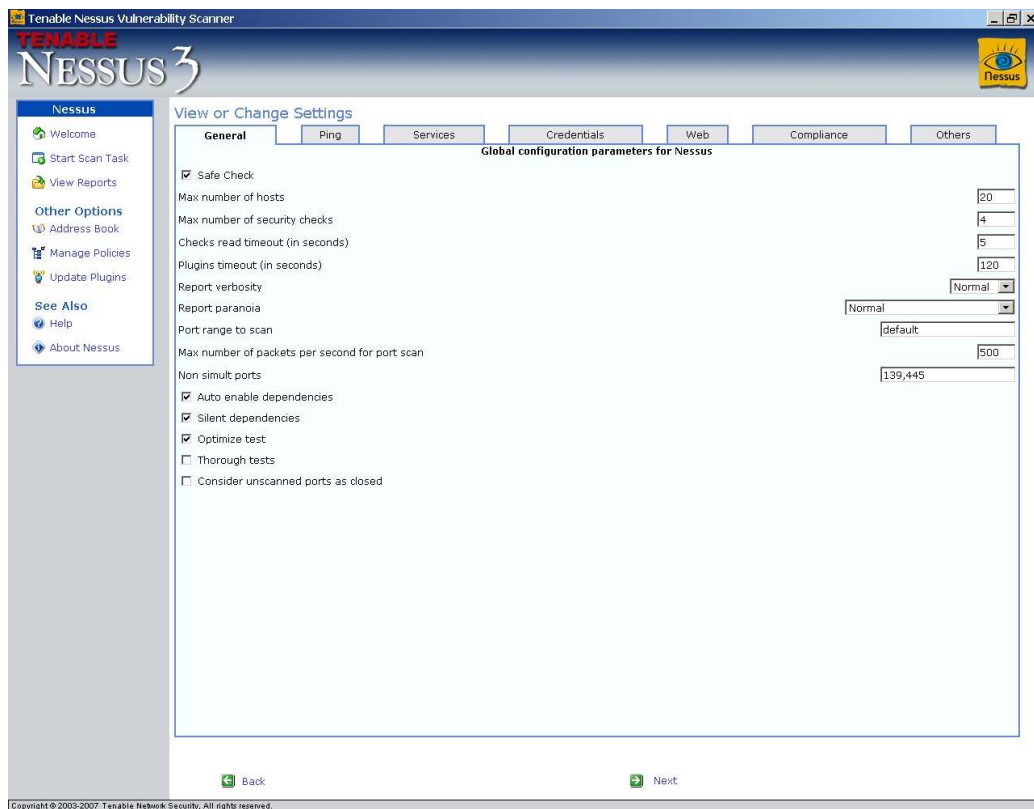 Tenable Nessus Vulnerability Scanner
TENABLE
NESSUS 3
Nessus
Nessus
Welcome
Start Scan Task
View Reports
Other Options
Address Book
Manage Policies
Update Plugins
See Also
Help
About Nessus
View or Change Settings
General Ping Services Credentials Web Compliance Others
Global configuration parameters for Nessus
Safe Check
Max number of hosts 20
Max number of security checks 4
Checks read timeout (in seconds) 5
Plugins timeout (in seconds) 120
Report verbosity Normal
Report paranoia Normal
Port range to scan default
Max number of packets per second for port scan 500
Non simult ports 139,445
Auto enable dependencies
Silent dependencies
Optimize test
Thorough tests
Consider unscanned ports as closed
Back Next
Copyright © 2003-2007 Tenable Network Security, All rights reserved.